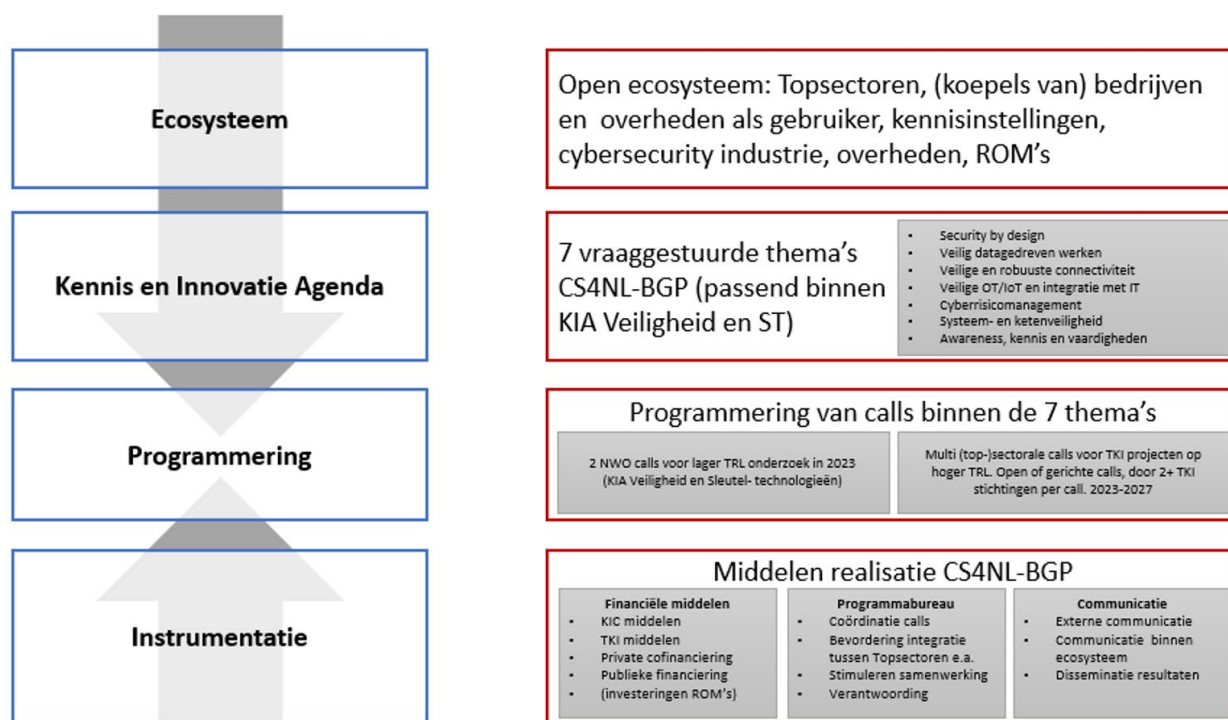 Ecosysteem
Open ecosysteem: Topsectoren, (koepels van) bedrijven
en overheden als gebruiker, kennisinstellingen,
cybersecurity industrie, overheden, ROM's
Kennis en Innovatie Agenda
7 vraaggestuurde thema's
CS4NL-BGP (passend binnen
KIA Veiligheid en ST)
• Security by design
• Veilig datagedreven werken
• Veilige en robuuste connectiviteit
• Veilige OT/IoT en integratie met IT
• Cyberrisicomanagement
• Systeem- en ketenveiligheid
• Awareness, kennis en vaardigheden
Programmering
Programmering van calls binnen de 7 thema's
2 NWO calls voor lager TRL onderzoek in 2023
(KIA Veiligheid en Sleutel- technologieën)
Multi (top-)sectorale calls voor TKI projecten op
hoger TRL. Open of gerichte calls, door 2+ TKI
stichtingen per call. 2023-2027
Instrumentatie
Middelen realisatie CS4NL-BGP
Financiële middelen
• KIC middelen
• TKI middelen
• Private cofinanciering
• Publieke financiering
• (investeringen ROM's)
Programmabureau
• Coördinatie calls
• Bevordering integratie
tussen Topsectoren e.a.
• Stimuleren samenwerking
• Verantwoording
Communicatie
• Externe communicatie
• Communicatie binnen
ecosysteem
• Disseminatie resultaten